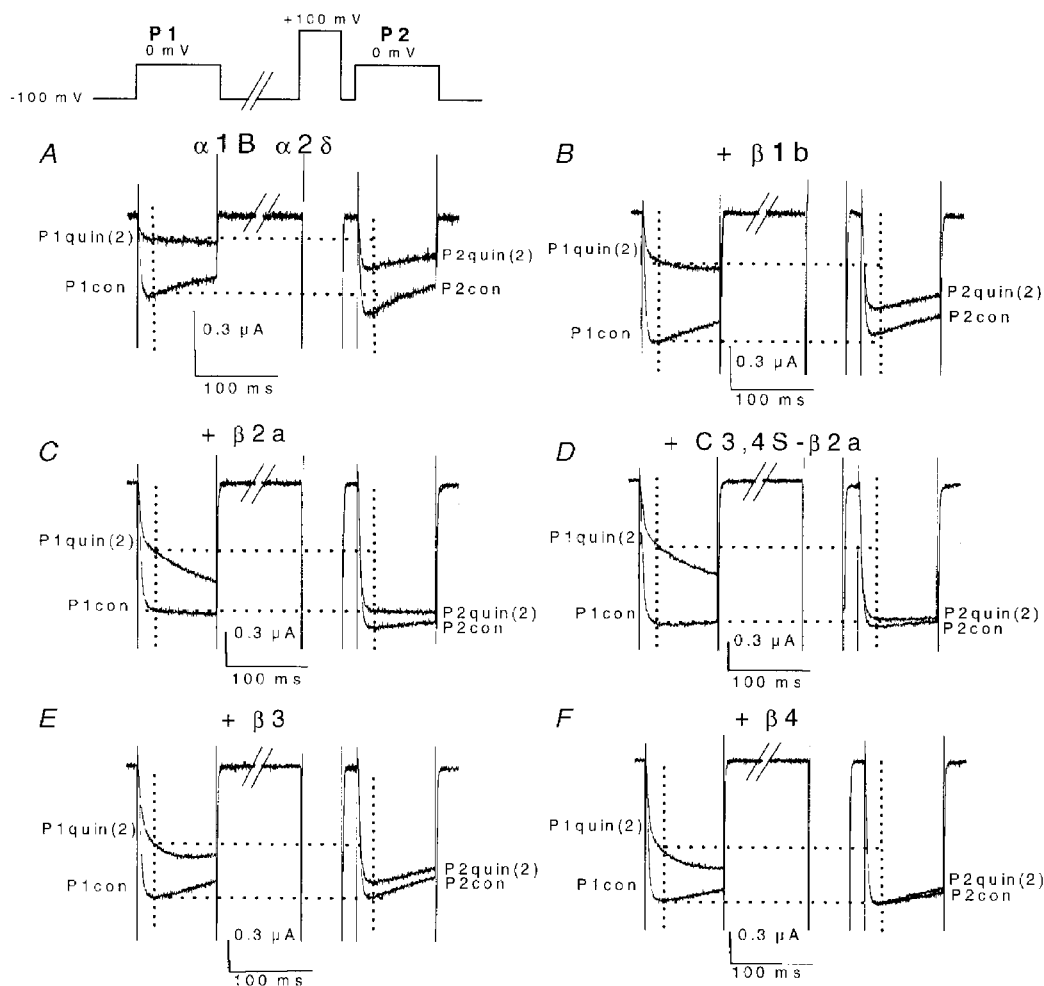 +100 mV
P1
P2
0 mV
0 mV
-100 mV
A
α1B α2δ
P1quin(2)
P1con
P2quin(2)
P2con
0.3 µA
100 ms
B
+ β1b
P1quin(2)
P1con
P2quin(2)
P2con
0.3 µA
100 ms
C
+ β2a
P1quin(2)
P1con
P2quin(2)
P2con
0.3 µA
100 ms
D
+ C3,4S-β2a
P1quin(2
P1con
P2quin(2)
P2con
0.3 µA
100 ms
E
+ β3
P1quin(2)
P1con
P2quin(2)
P2con
0.3 µA
100 ms
F
+ β4
P1quin(2)
P1con
P2quin(2)
P2con
0.3 µA
100 ms